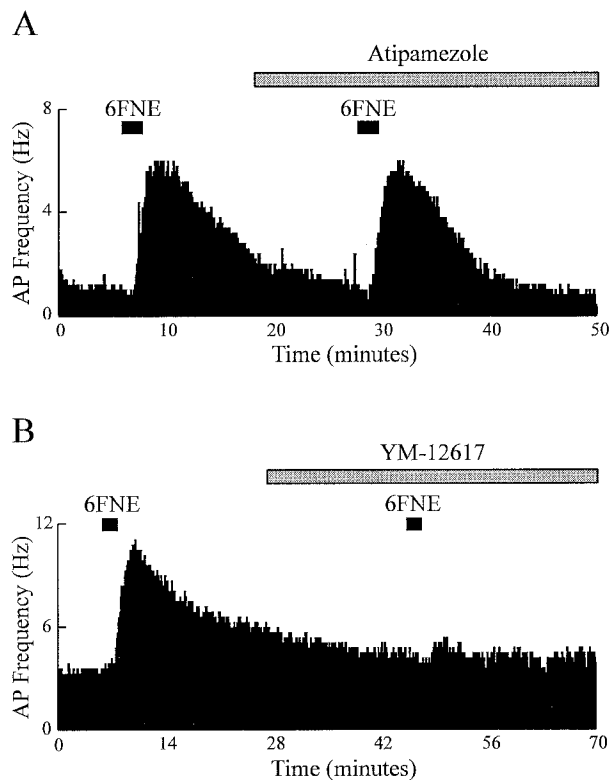 A
Atipamezole
6FNE 6FNE
8
4
0
AP Frequency (Hz)
0 10 20 30 40 50
Time (minutes)
B
YM-12617
6FNE 6FNE
12
6
0
AP Frequency (Hz)
0 14 28 42 56 70
Time (minutes)